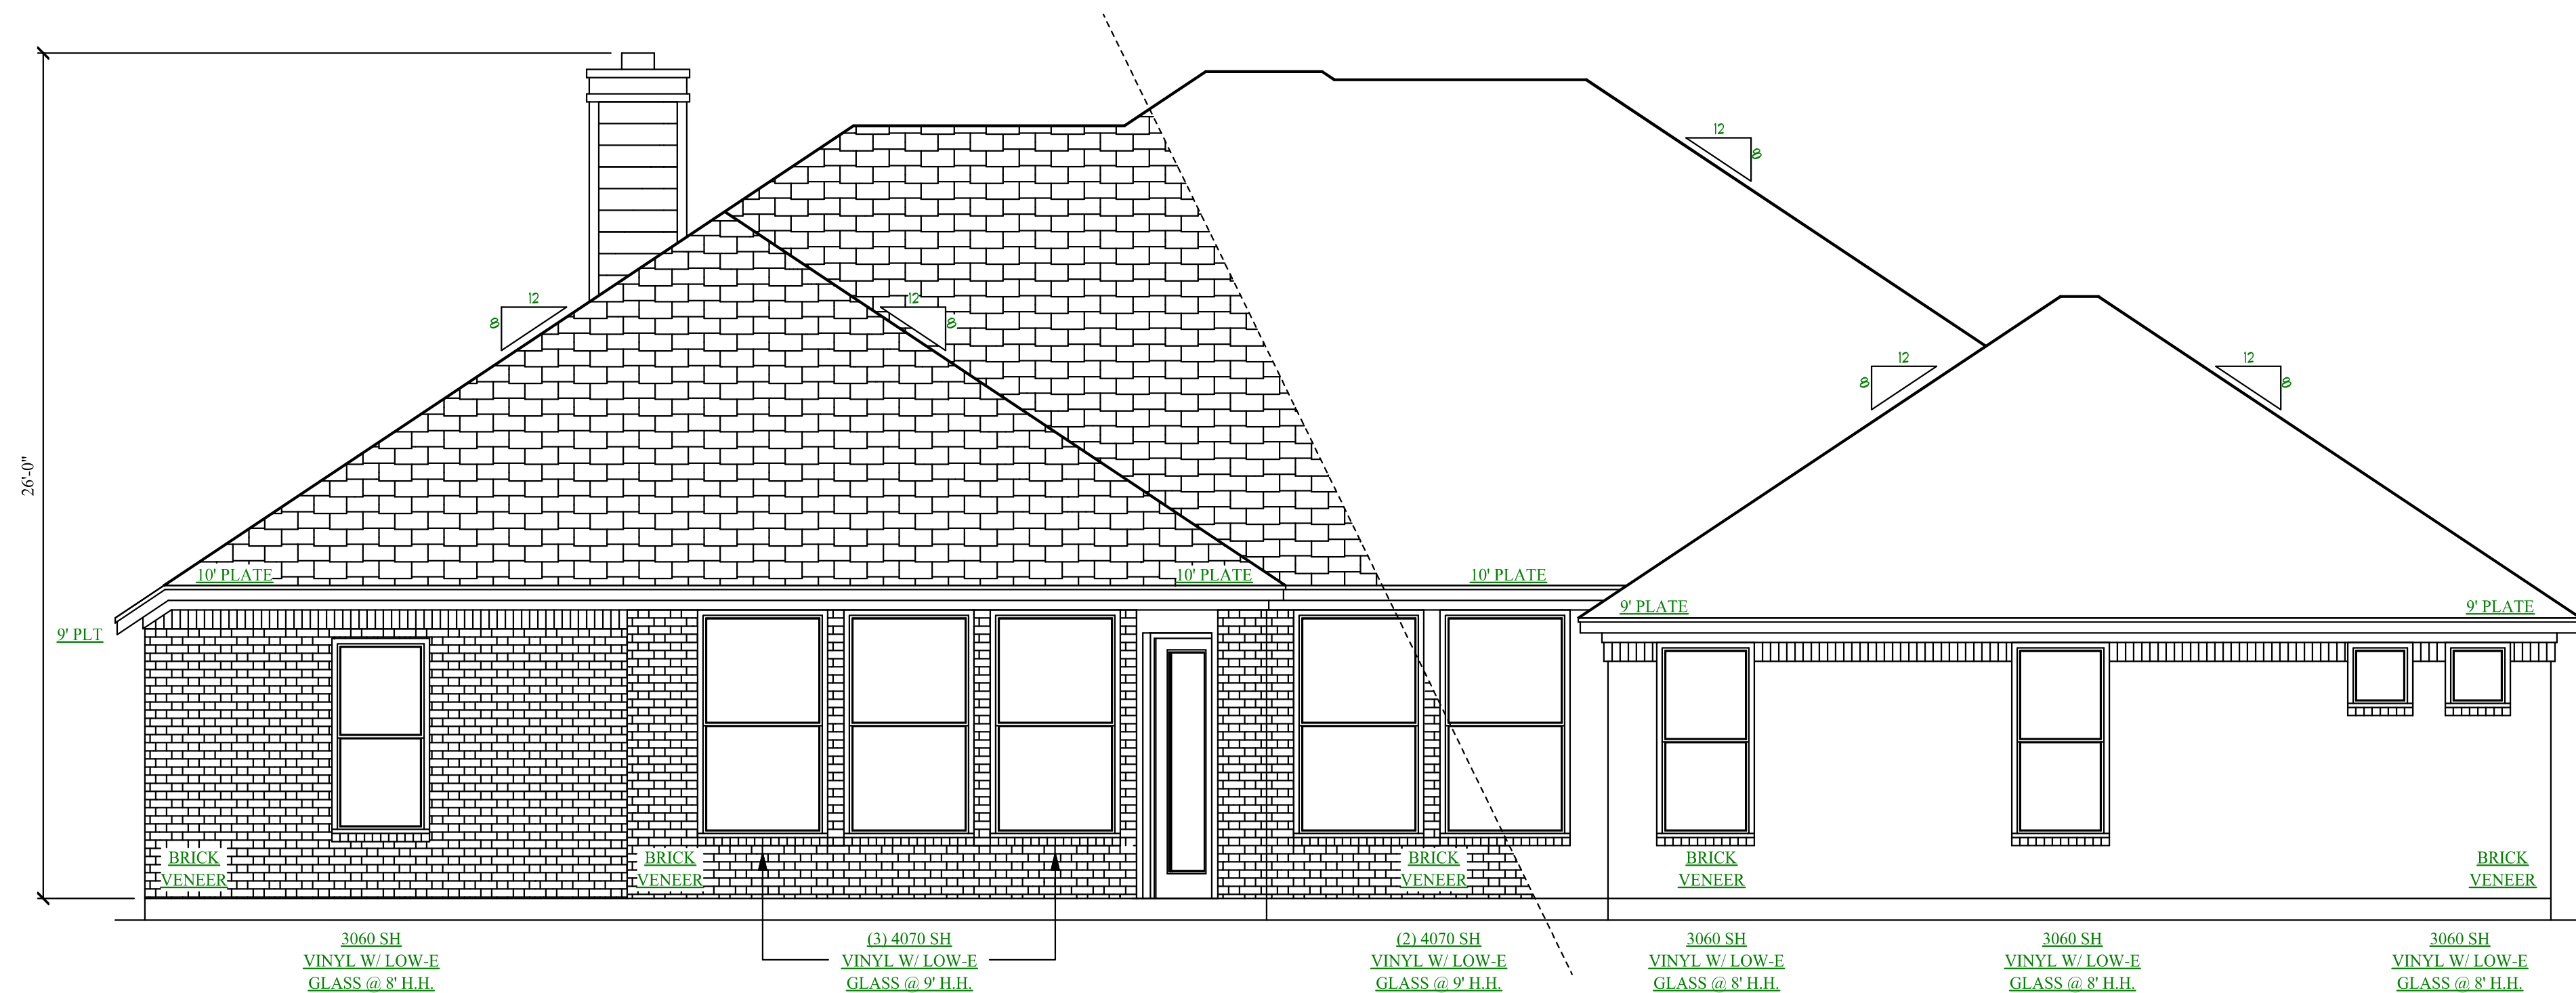 12
8
12
8
12
8
12
8
12
8
26'-0"
10' PLATE
10' PLATE
10' PLATE
9' PLATE
9' PLATE
9' PLT
BRICK
VENEER
BRICK
VENEER
BRICK
VENEER
BRICK
VENEER
BRICK
VENEER
3060 SH
VINYL W/ LOW-E
GLASS @ 8' H.H.
(3) 4070 SH
VINYL W/ LOW-E
GLASS @ 9' H.H.
(2) 4070 SH
VINYL W/ LOW-E
GLASS @ 9' H.H.
3060 SH
VINYL W/ LOW-E
GLASS @ 8' H.H.
3060 SH
VINYL W/ LOW-E
GLASS @ 8' H.H.
3060 SH
VINYL W/ LOW-E
GLASS @ 8' H.H.